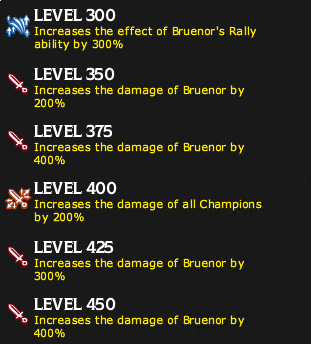 LEVEL 300
Increases the effect of Bruenor's Rally
ability by 300%
LEVEL 350
Increases the damage of Bruenor by
200%
LEVEL 375
Increases the damage of Bruenor by
400%
LEVEL 400
Increases the damage of all Champions
by 200%
LEVEL 425
Increases the damage of Bruenor by
300%
LEVEL 450
Increases the damage of Bruenor by
400%